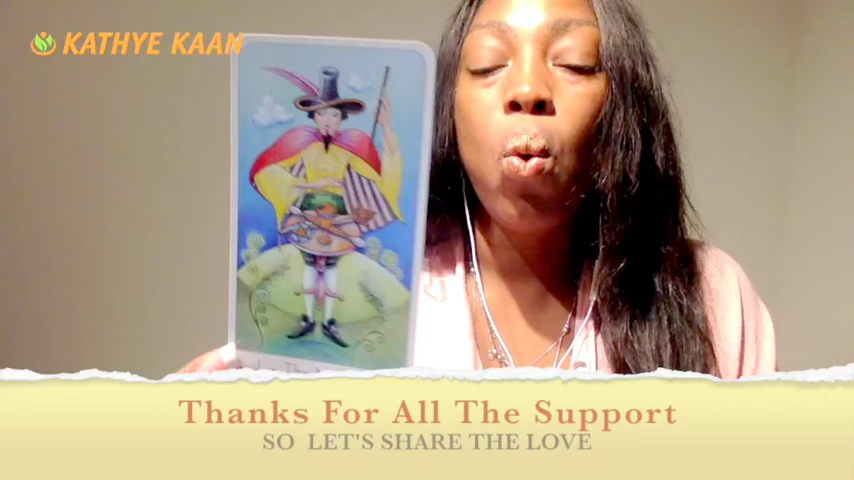 KATHYE KAAN
Thanks For All The Support
SO LET'S SHARE THE LOVE